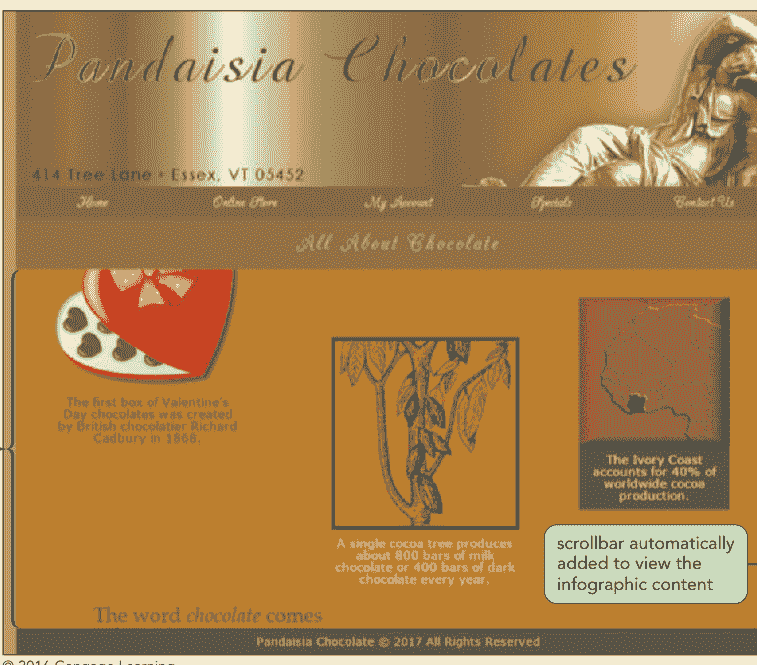 Pandaisia Chocolates
414 Tree Lane • Essex, VT 05452
Home Online Store My Account Specials Contact Us
All About Chocolate
The first box of Valentine's
Day chocolates was created
by British chocolatier Richard
Cadbury in 1868.
A single cocoa tree produces
about 800 bars of milk
chocolate or 400 bars of dark
chocolate every year.
The Ivory Coast
accounts for 40% of
worldwide cocoa
production.
scrollbar automatically
added to view the
infographic content
The word chocolate comes
Pandaisia Chocolate © 2017 All Rights Reserved
© 2016 Cengage Learning